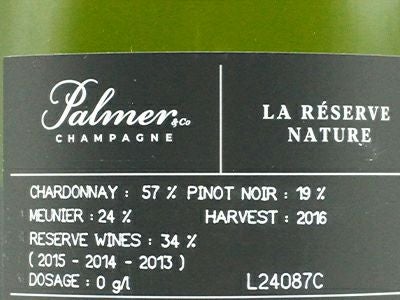 Palmer & Co
CHAMPAGNE
LA RÉSERVE
NATURE
CHARDONNAY : 57 % PINOT NOIR : 19 %
MEUNIER : 24 % HARVEST : 2016
RESERVE WINES : 34 %
( 2015 - 2014 - 2013 )
DOSAGE : 0 g/l L24087C